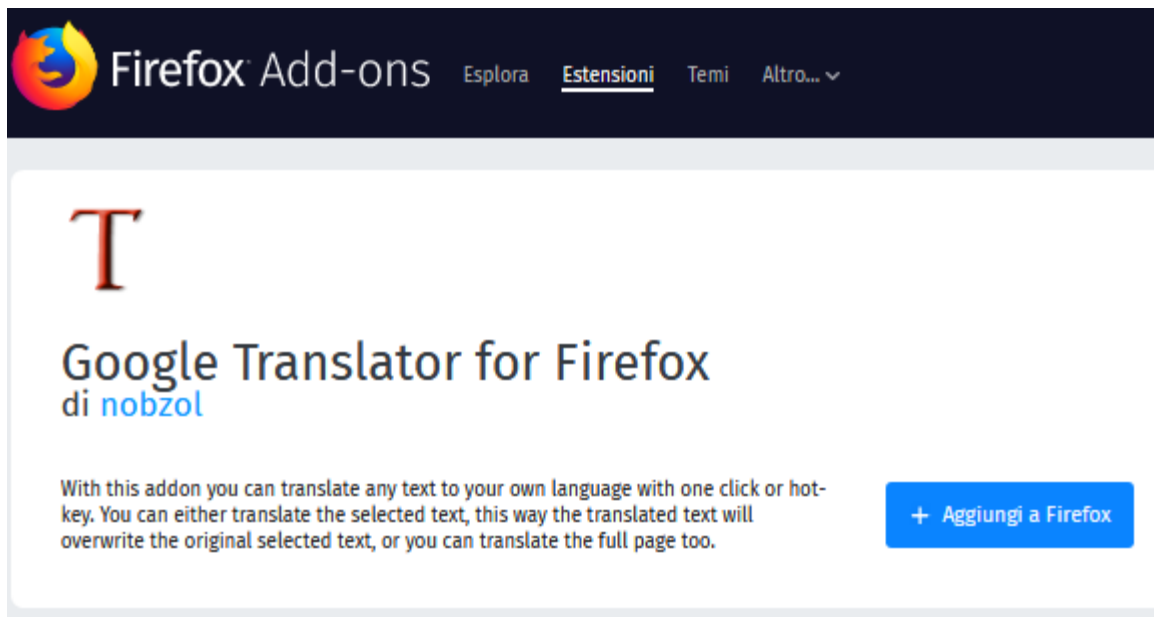 Firefox Add-ons Esplora Estensioni Temi Altro...
T
Google Translator for Firefox
di nobzol
With this addon you can translate any text to your own language with one click or hot-
key. You can either translate the selected text, this way the translated text will
overwrite the original selected text, or you can translate the full page too.
+ Aggiungi a Firefox